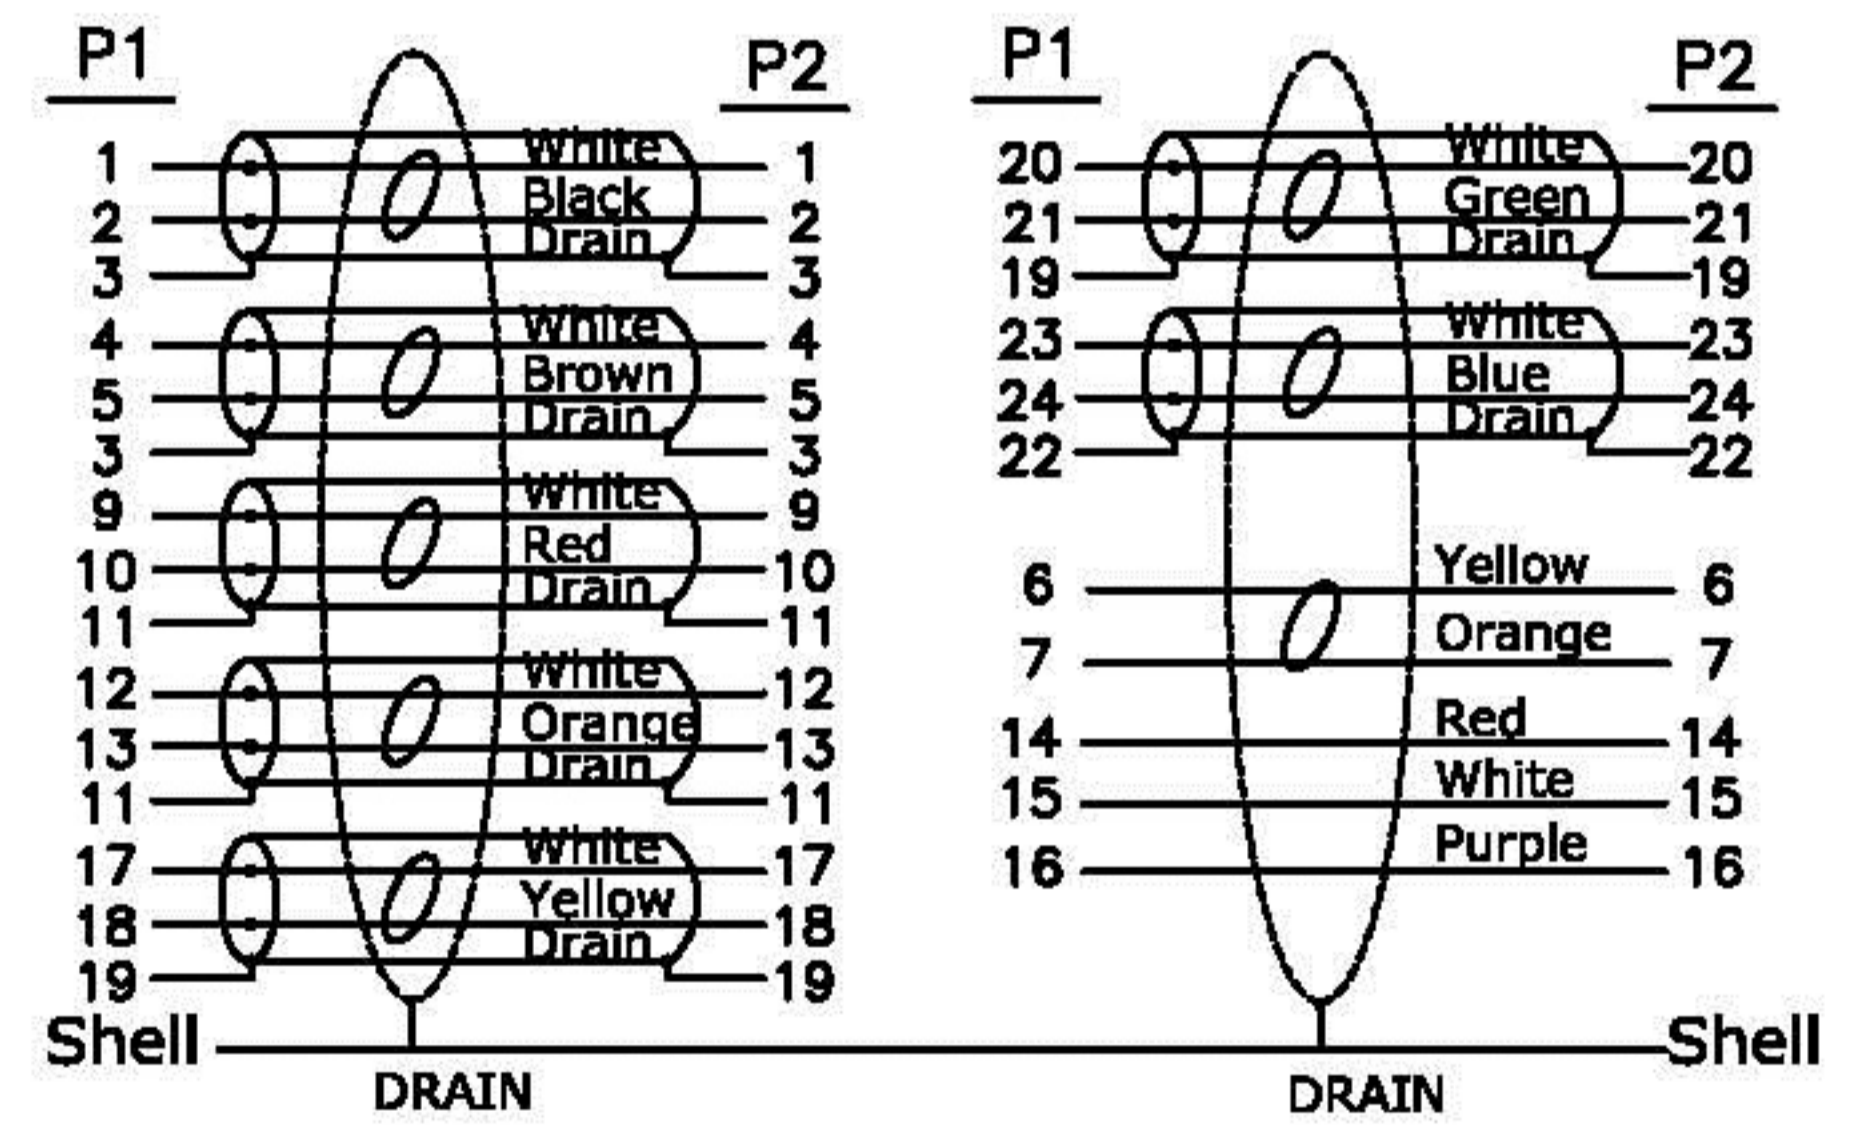 P1 P2
1 White 1
2 Black 2
3 Drain 3
4 White 4
5 Brown 5
3 Drain 3
9 White 9
10 Red 10
11 Drain 11
12 White 12
13 Orange 13
11 Drain 11
17 White 17
18 Yellow 18
19 Drain 19
P1 P2
20 White 20
21 Green 21
19 Drain 19
23 White 23
24 Blue 24
22 Drain 22
6 Yellow 6
7 Orange 7
14 Red 14
15 White 15
16 Purple 16
Shell Shell
DRAIN DRAIN